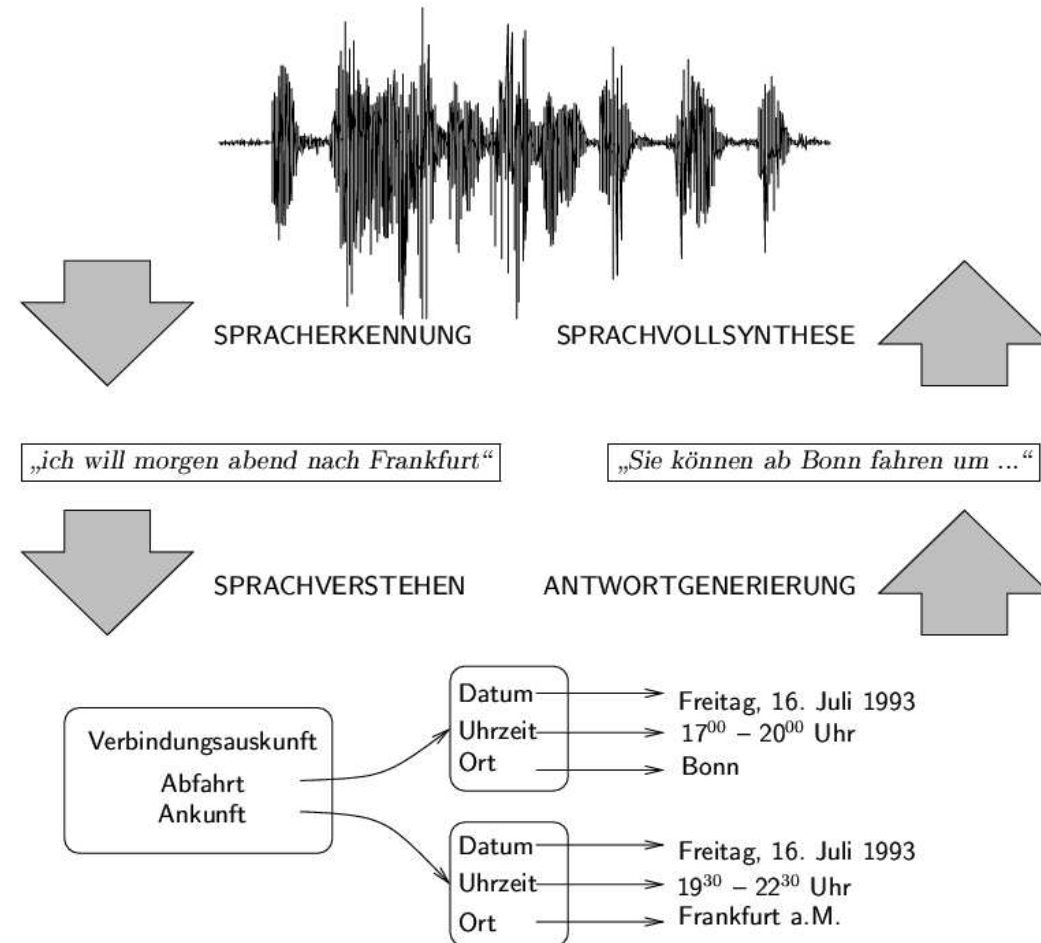 SPRACHERKENNUNG SPRACHVOLLSYNTHESE
„ich will morgen abend nach Frankfurt“ „Sie können ab Bonn fahren um ...“
SPRACHVERSTEHEN ANTWORTGENERIERUNG
Verbindungsauskunft
Abfahrt
Ankunft
Datum Freitag, 16. Juli 1993
Uhrzeit 17⁰⁰ – 20⁰⁰ Uhr
Ort Bonn
Datum Freitag, 16. Juli 1993
Uhrzeit 19³⁰ – 22³⁰ Uhr
Ort Frankfurt a.M.